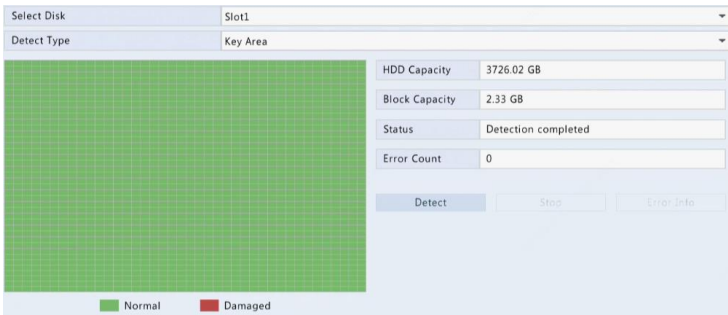 Select Disk Slot1
Detect Type Key Area
HDD Capacity 3726.02 GB
Block Capacity 2.33 GB
Status Detection completed
Error Count 0
Detect Stop Error Info
Normal Damaged